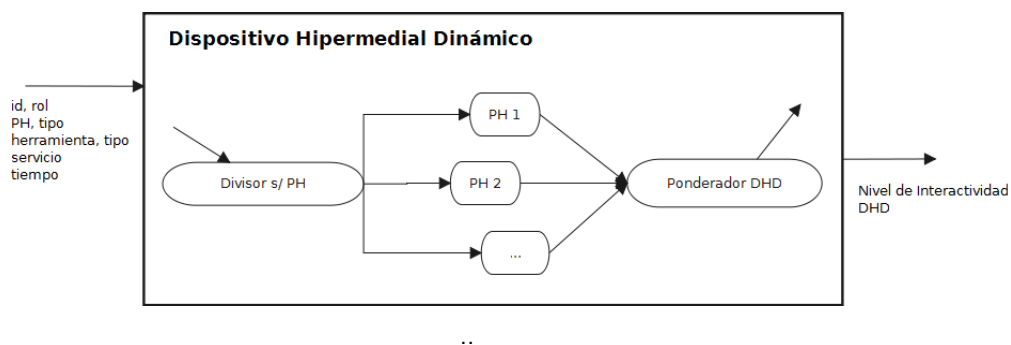 Dispositivo Hipermedial Dinámico
id, rol
PH, tipo
herramienta, tipo
servicio
tiempo
PH 1
Divisor s/ PH
PH 2
Ponderador DHD
...
Nivel de Interactividad
DHD